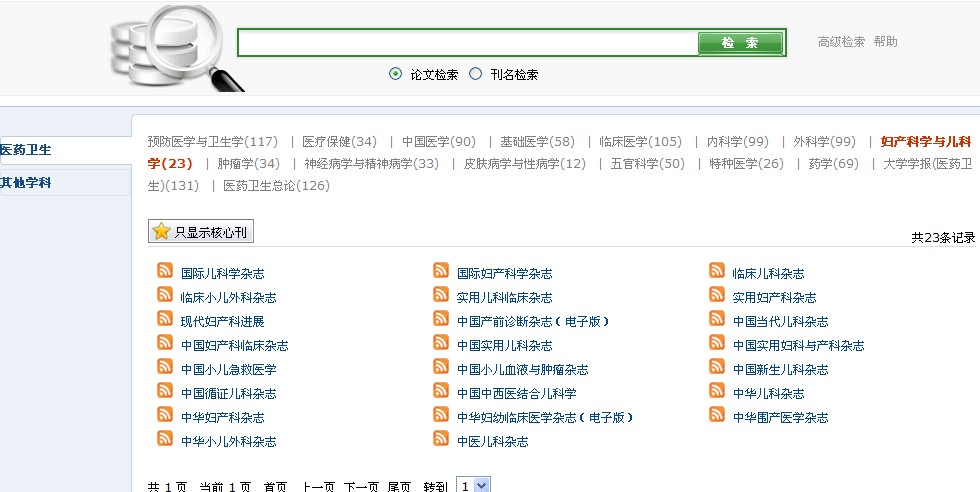 检 索
高级检索 帮助
论文检索 刊名检索
医药卫生
其他学科
预防医学与卫生学(117) | 医疗保健(34) | 中国医学(90) | 基础医学(58) | 临床医学(105) | 内科学(99) | 外科学(99) | 妇产科学与儿科
学(23) | 肿瘤学(34) | 神经病学与精神病学(33) | 皮肤病学与性病学(12) | 五官科学(50) | 特种医学(26) | 药学(69) | 大学学报(医药卫
生)(131) | 医药卫生总论(126)
只显示核心刊
共23条记录
国际儿科学杂志 国际妇产科学杂志 临床儿科杂志
临床小儿外科杂志 实用儿科临床杂志 实用妇产科杂志
现代妇产科进展 中国产前诊断杂志(电子版) 中国当代儿科杂志
中国妇产科临床杂志 中国实用儿科杂志 中国实用妇科与产科杂志
中国小儿急救医学 中国小儿血液与肿瘤杂志 中国新生儿科杂志
中国循证儿科杂志 中国中西医结合儿科学 中华儿科杂志
中华妇产科杂志 中华妇幼临床医学杂志(电子版) 中华围产医学杂志
中华小儿外科杂志 中医儿科杂志
共 1 页 当前 1 页 首页 上一页 下一页 尾页 转到 1